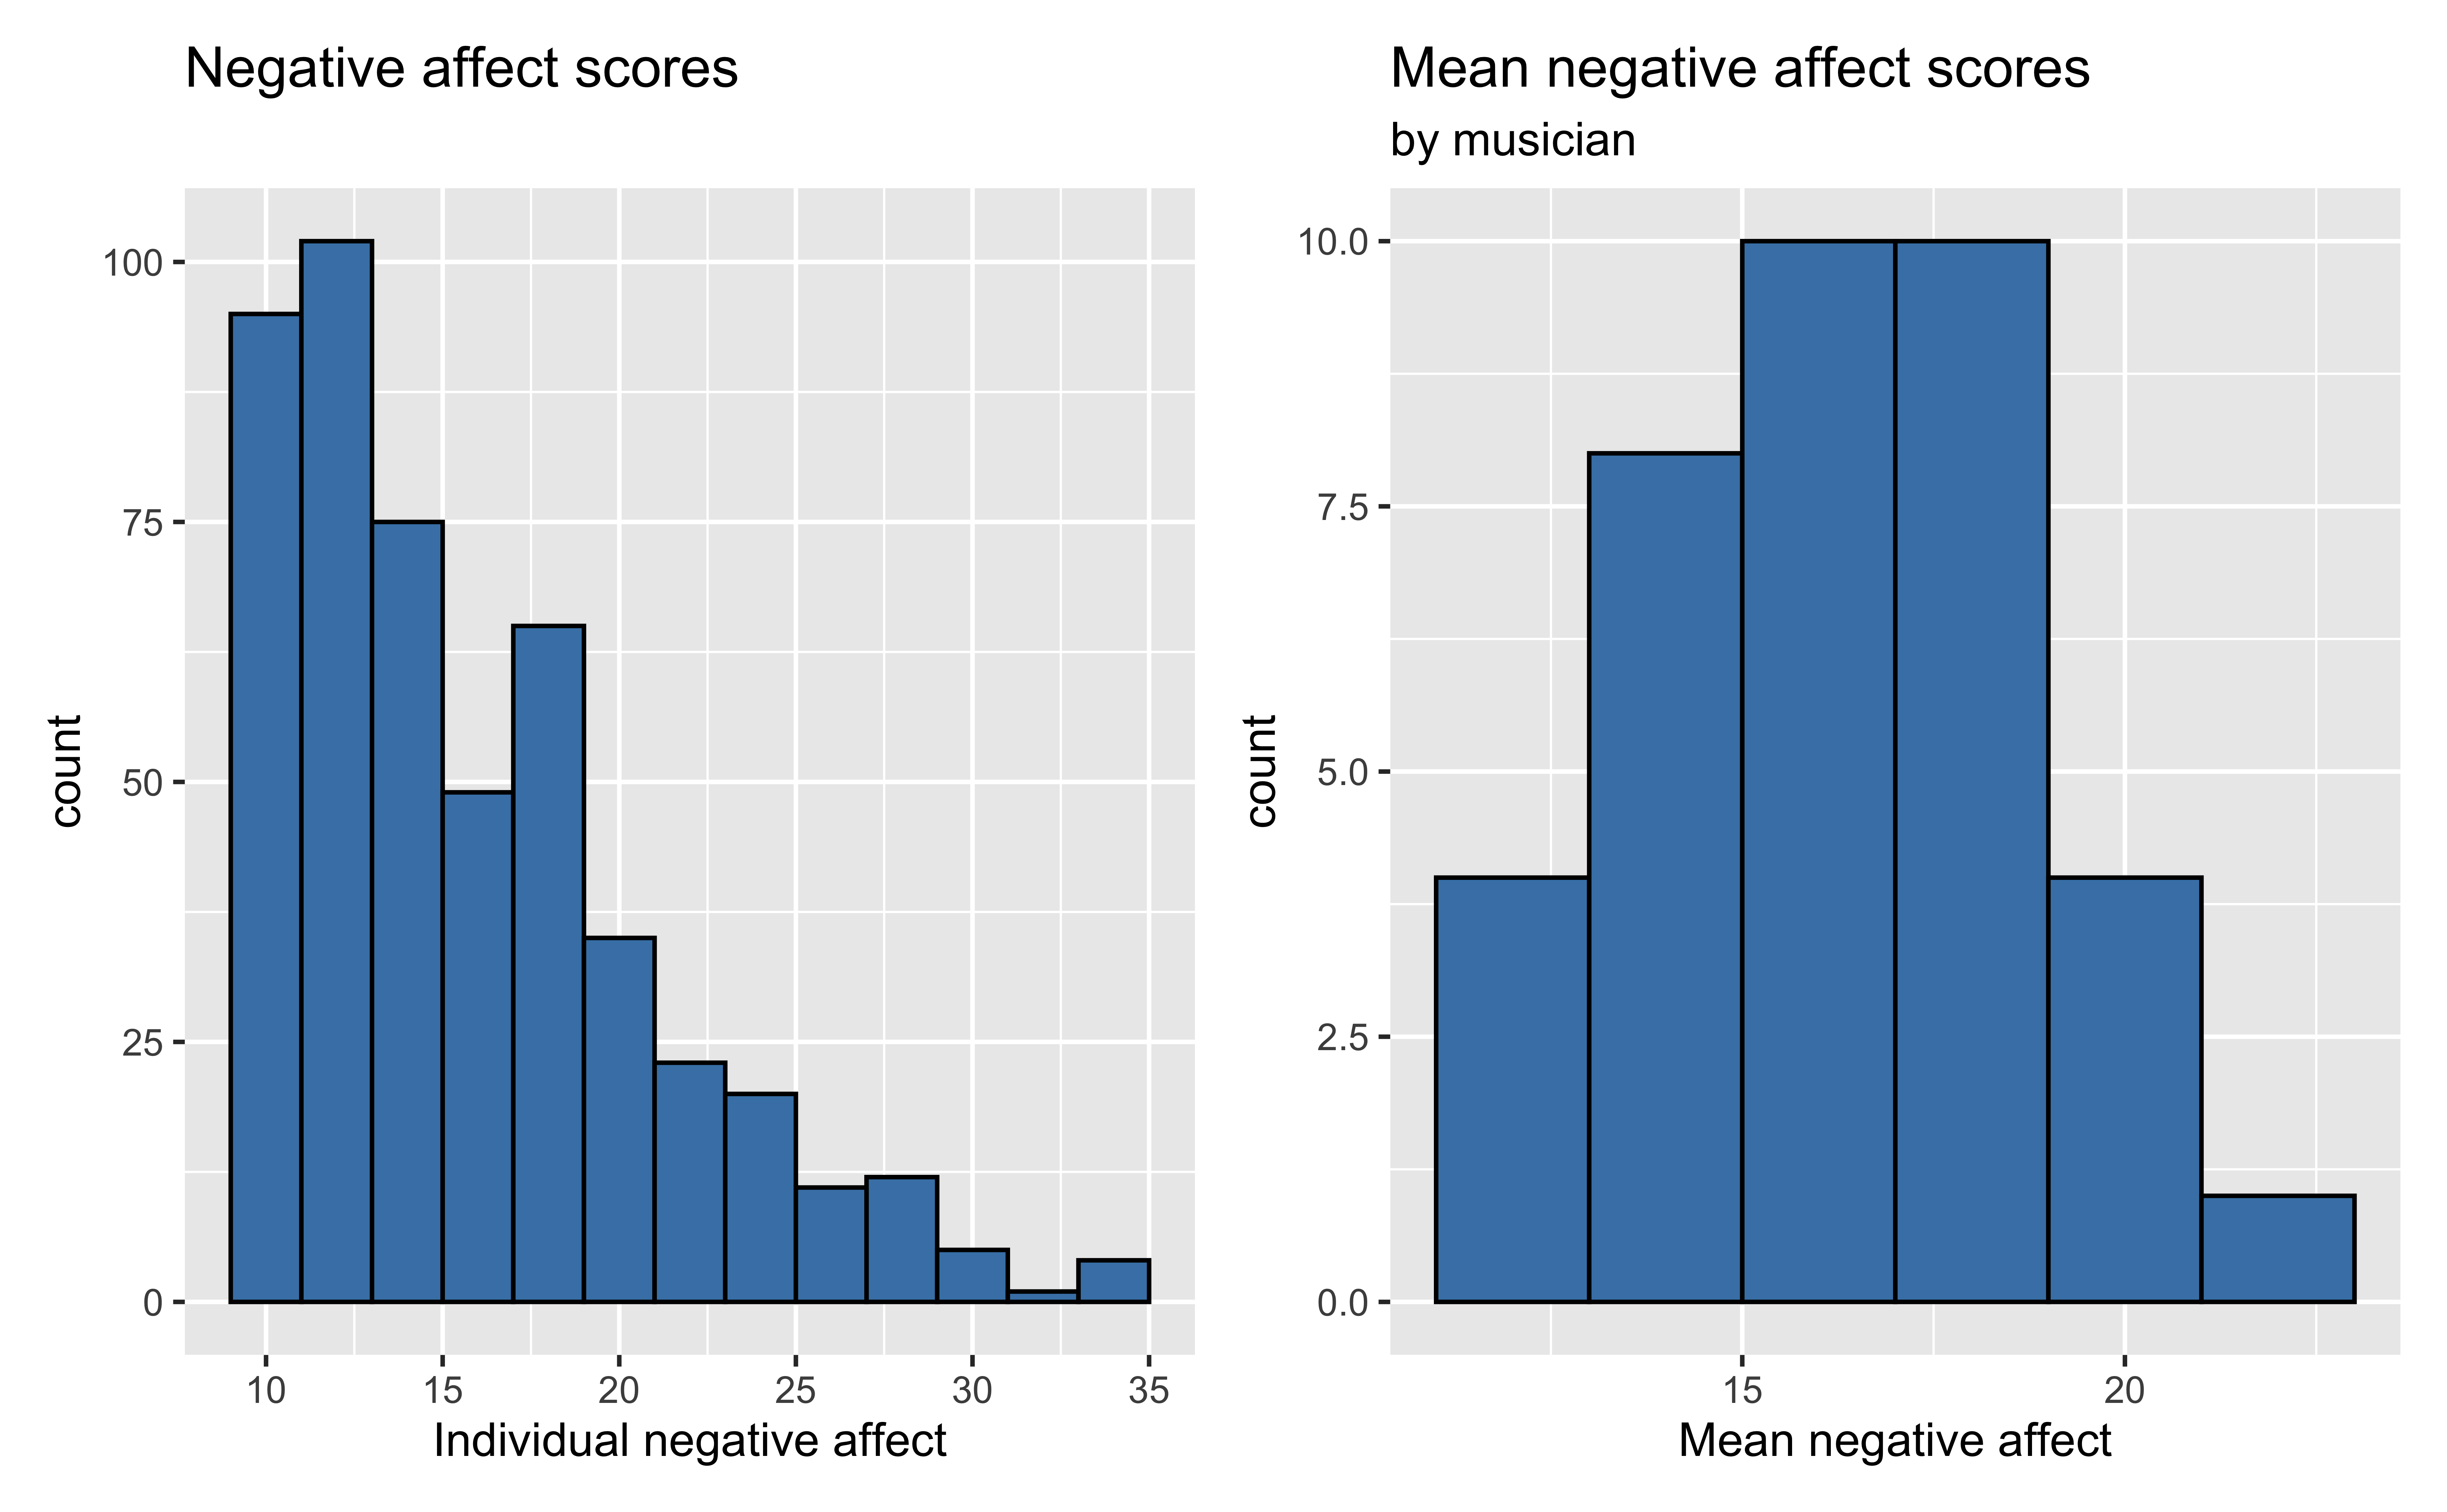 Negative affect scores
count
100
75
50
25
0
10 15 20 25 30 35
Individual negative affect
Mean negative affect scores
by musician
count
10.0
7.5
5.0
2.5
0.0
15 20
Mean negative affect